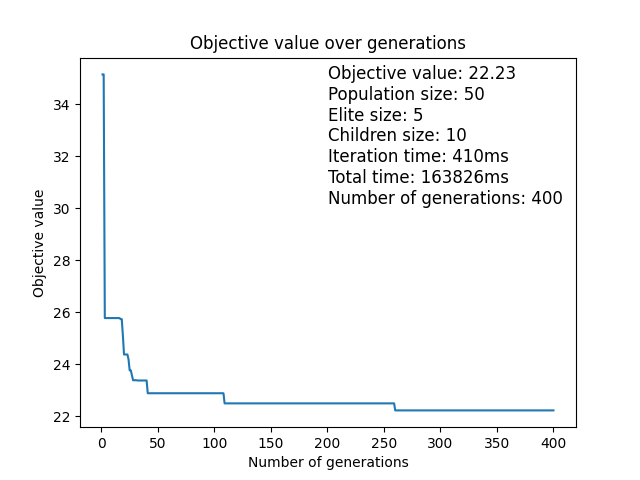 Objective value over generations
Objective value: 22.23
Population size: 50
Elite size: 5
Children size: 10
Iteration time: 410ms
Total time: 163826ms
Number of generations: 400
Objective value
34
32
30
28
26
24
22
0 50 100 150 200 250 300 350 400
Number of generations